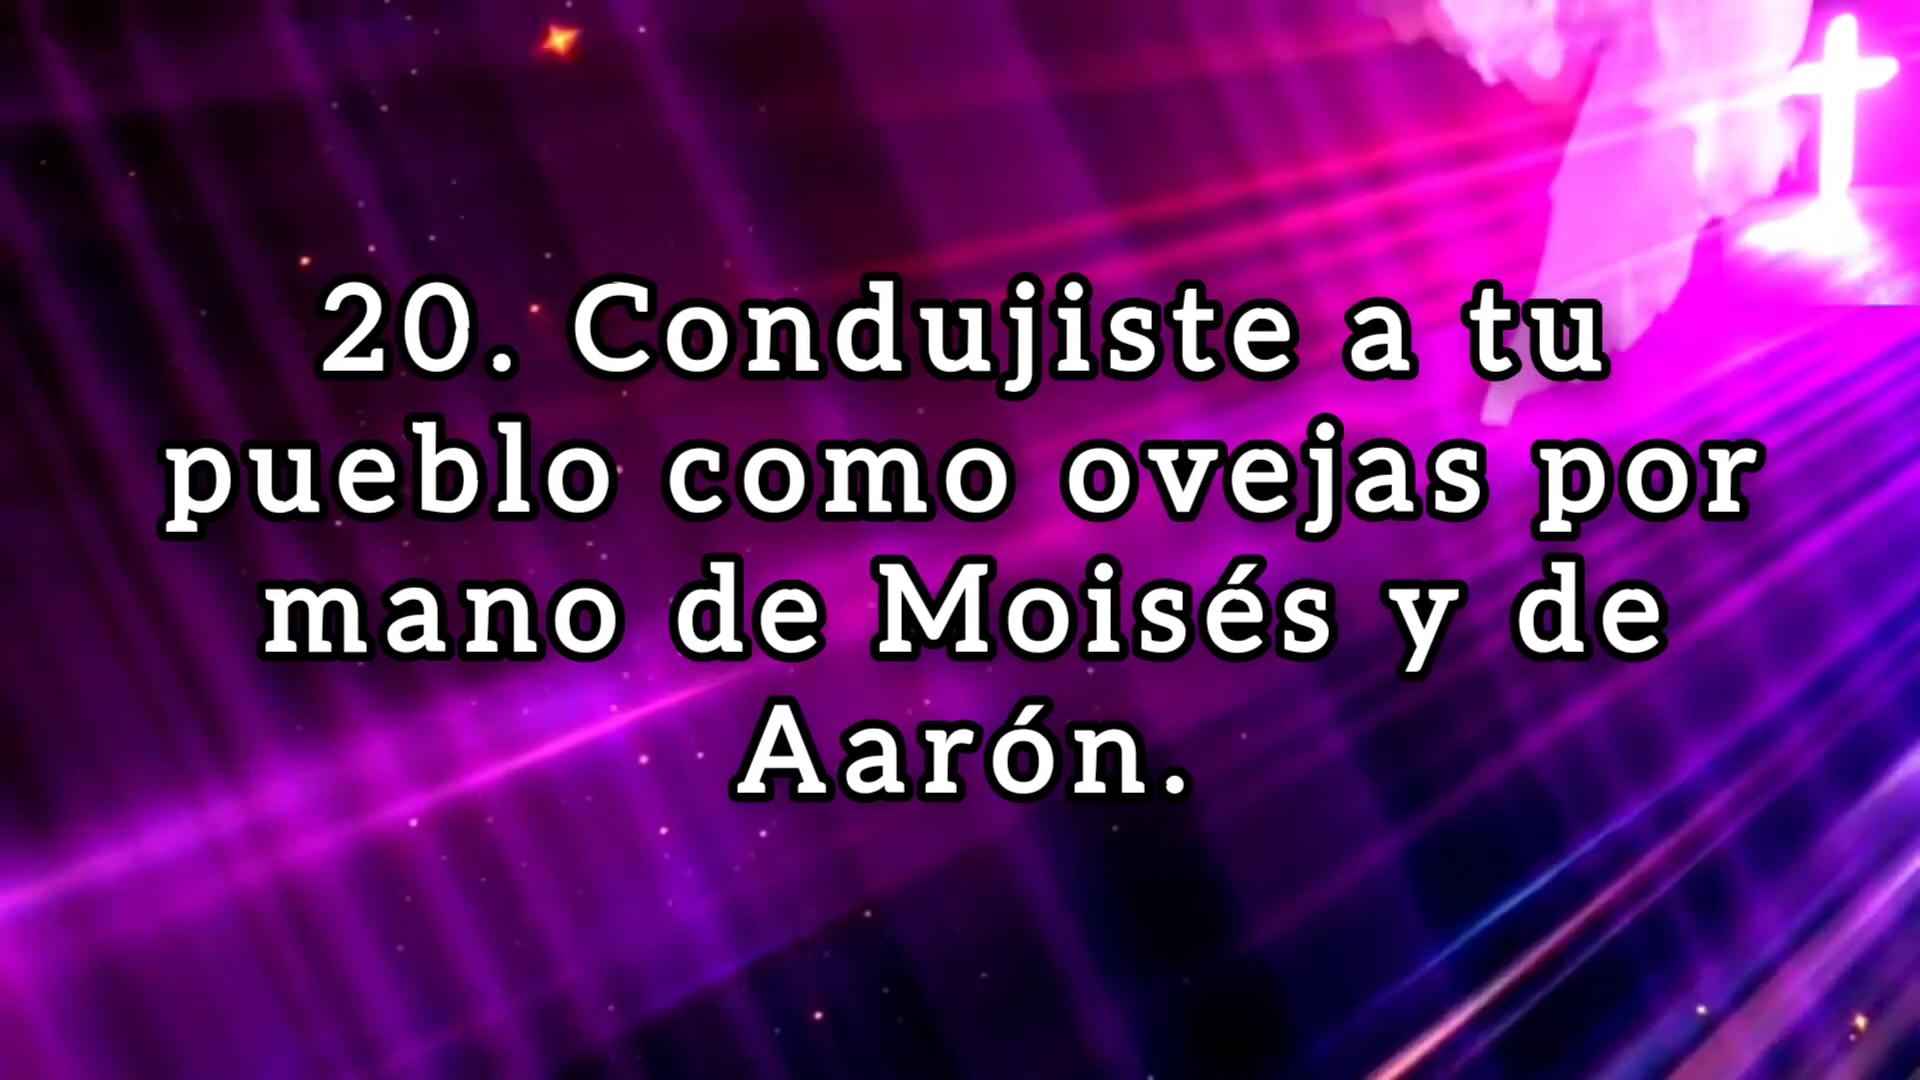 20. Condujiste a tu
pueblo como ovejas por
mano de Moisés y de
Aarón.